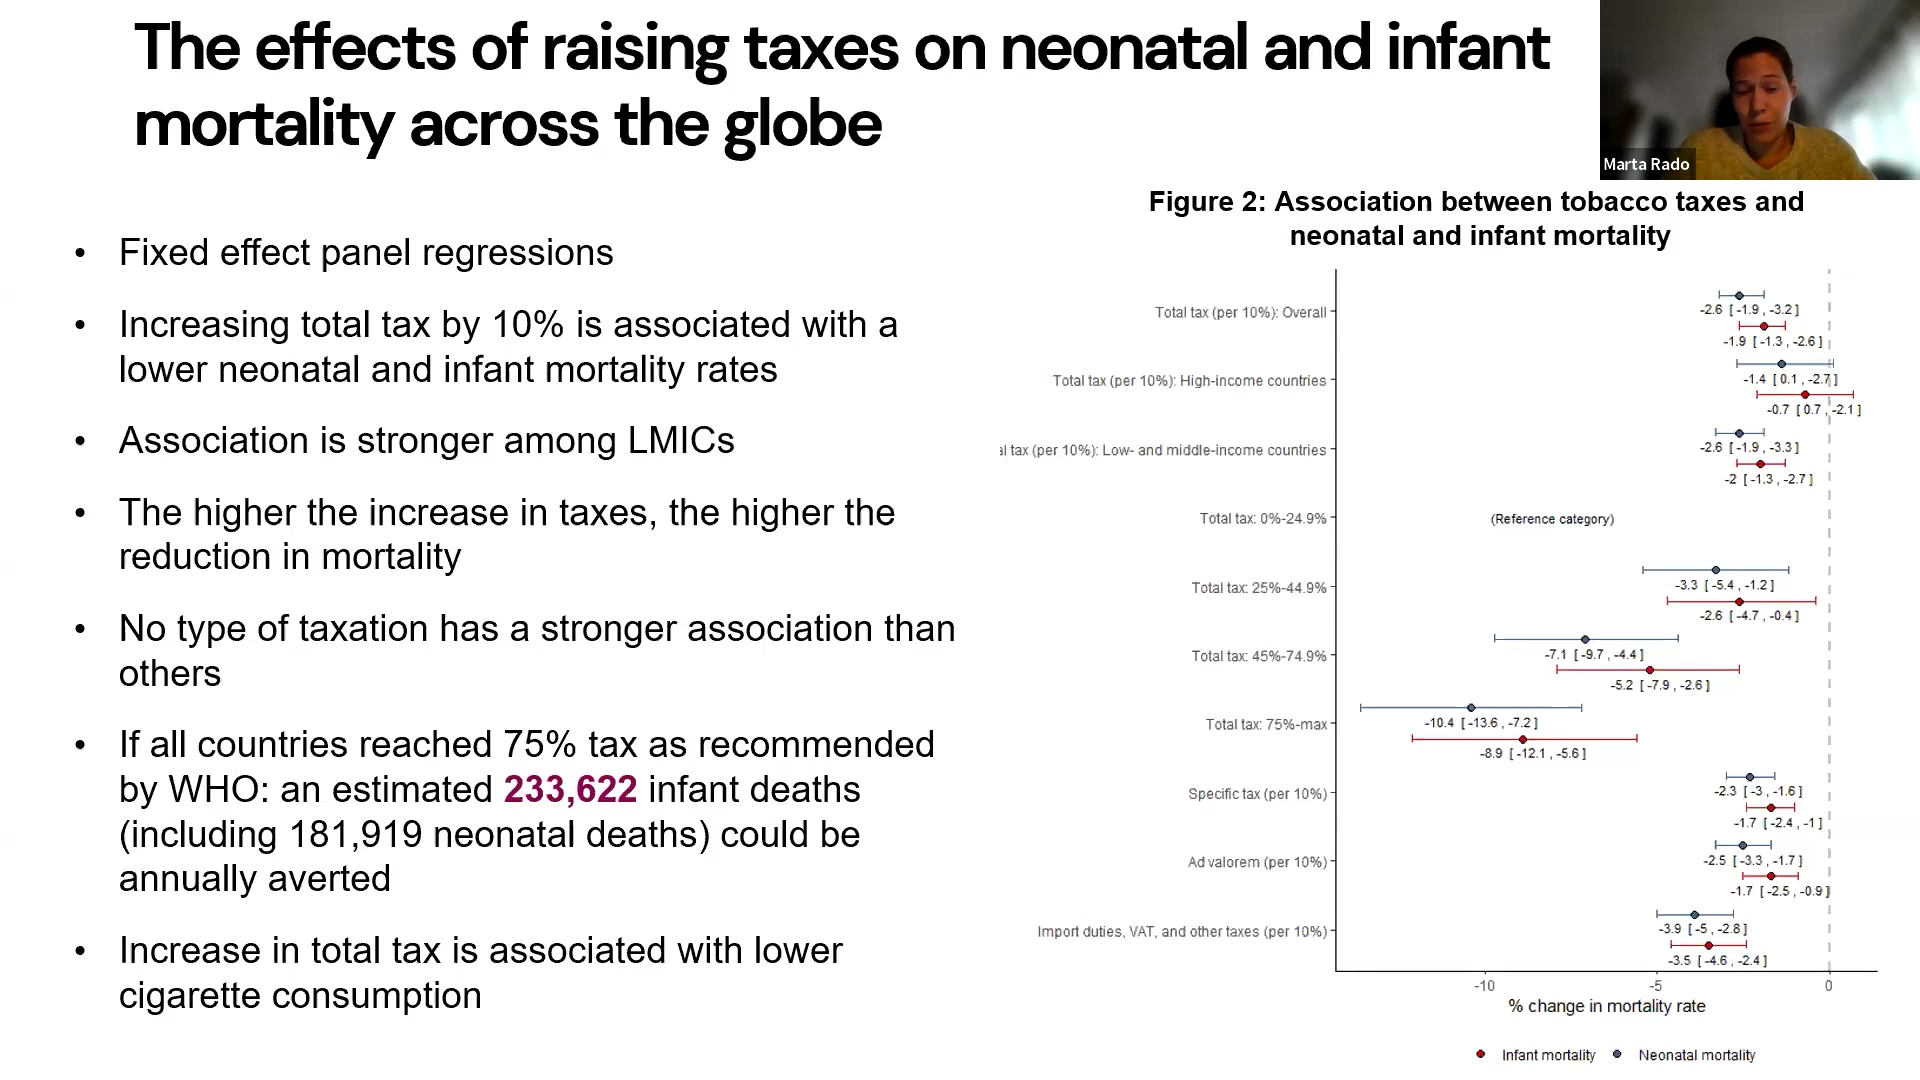 The effects of raising taxes on neonatal and infant
mortality across the globe
Marta Rado
• Fixed effect panel regressions
• Increasing total tax by 10% is associated with a
lower neonatal and infant mortality rates
• Association is stronger among LMICs
• The higher the increase in taxes, the higher the
reduction in mortality
• No type of taxation has a stronger association than
others
• If all countries reached 75% tax as recommended
by WHO: an estimated 233,622 infant deaths
(including 181,919 neonatal deaths) could be
annually averted
• Increase in total tax is associated with lower
cigarette consumption
Figure 2: Association between tobacco taxes and
neonatal and infant mortality
Total tax (per 10%): Overall
-2.6 [ -1.9 , -3.2 ]
-1.9 [ -1.3 , -2.6 ]
Total tax (per 10%): High-income countries
-1.4 [ 0.1 , -2.7 ]
-0.7 [ 0.7 , -2.1 ]
al tax (per 10%): Low- and middle-income countries
-2.6 [ -1.9 , -3.3 ]
-2 [ -1.3 , -2.7 ]
Total tax: 0%-24.9%
(Reference category)
Total tax: 25%-44.9%
-3.3 [ -5.4 , -1.2 ]
-2.6 [ -4.7 , -0.4 ]
Total tax: 45%-74.9%
-7.1 [ -9.7 , -4.4 ]
-5.2 [ -7.9 , -2.6 ]
Total tax: 75%-max
-10.4 [ -13.6 , -7.2 ]
-8.9 [ -12.1 , -5.6 ]
Specific tax (per 10%)
-2.3 [ -3 , -1.6 ]
-1.7 [ -2.4 , -1 ]
Ad valorem (per 10%)
-2.5 [ -3.3 , -1.7 ]
-1.7 [ -2.5 , -0.9 ]
Import duties, VAT, and other taxes (per 10%)
-3.9 [ -5 , -2.8 ]
-3.5 [ -4.6 , -2.4 ]
-10 -5 0
% change in mortality rate
Infant mortality Neonatal mortality